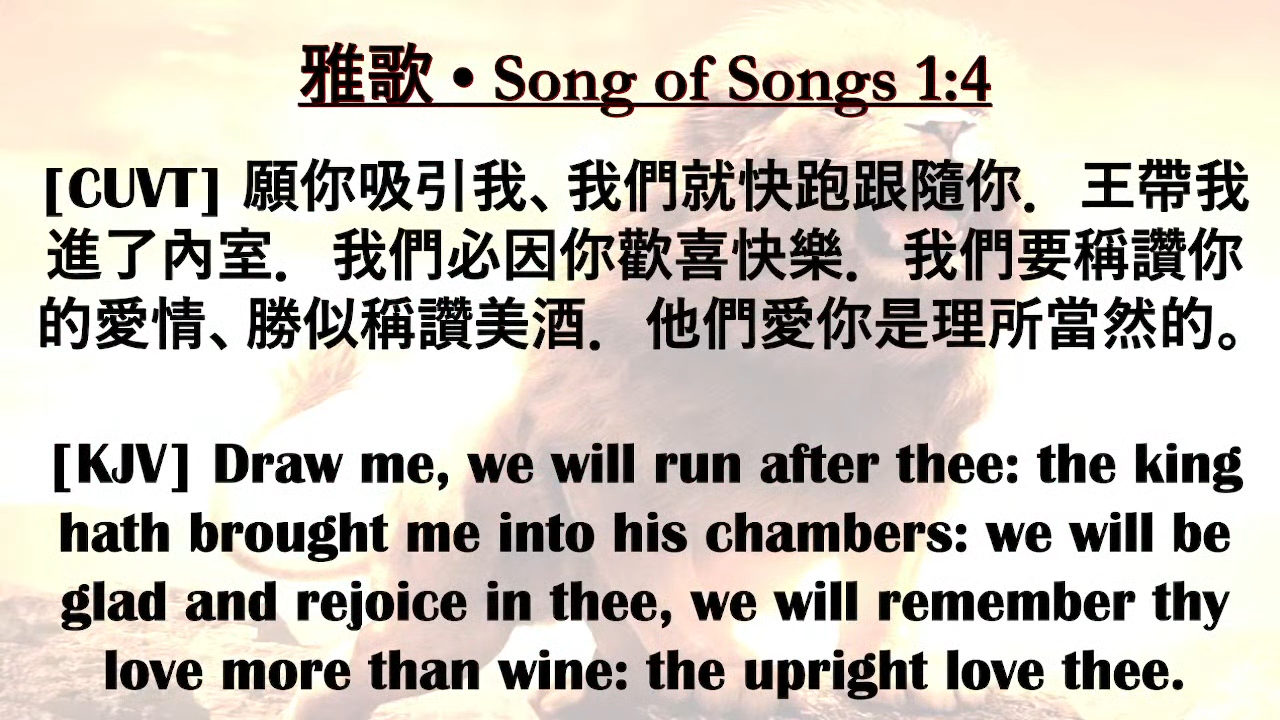 雅歌 • Song of Songs 1:4
[CUVT] 願你吸引我、我們就快跑跟隨你． 王帶我
進了內室． 我們必因你歡喜快樂． 我們要稱讚你
的愛情、勝似稱讚美酒． 他們愛你是理所當然的。
[KJV] Draw me, we will run after thee: the king
hath brought me into his chambers: we will be
glad and rejoice in thee, we will remember thy
love more than wine: the upright love thee.